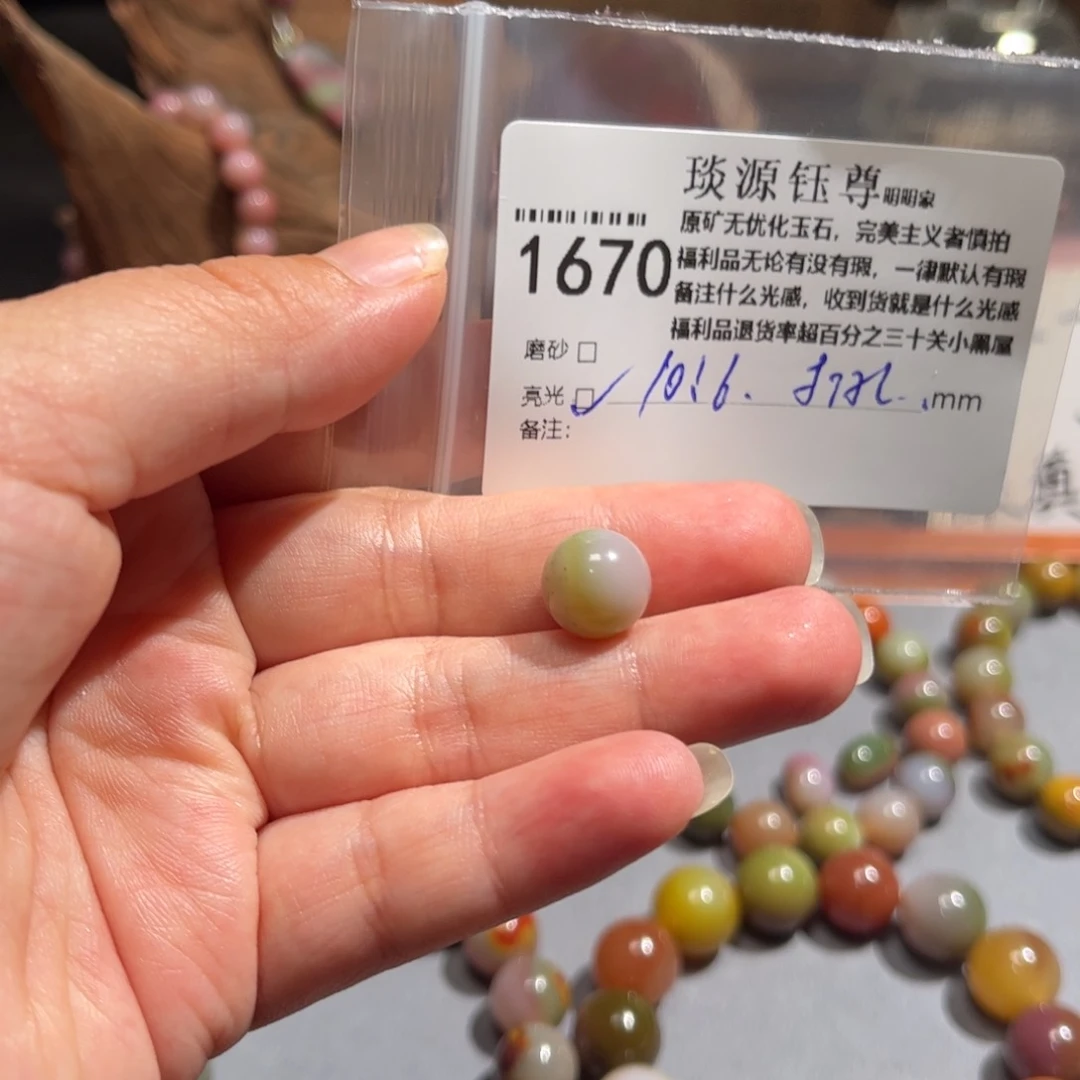 琰源钰尊明明家
原矿无优化玉石，完美主义者慎拍
1670
福利品无论有没有瑕，一律默认有瑕
备注什么光感，收到货就是什么光感
福利品退货率超百分之三十关小黑屋
磨砂 □
亮光 □ ✓ 10.6. mm
备注：